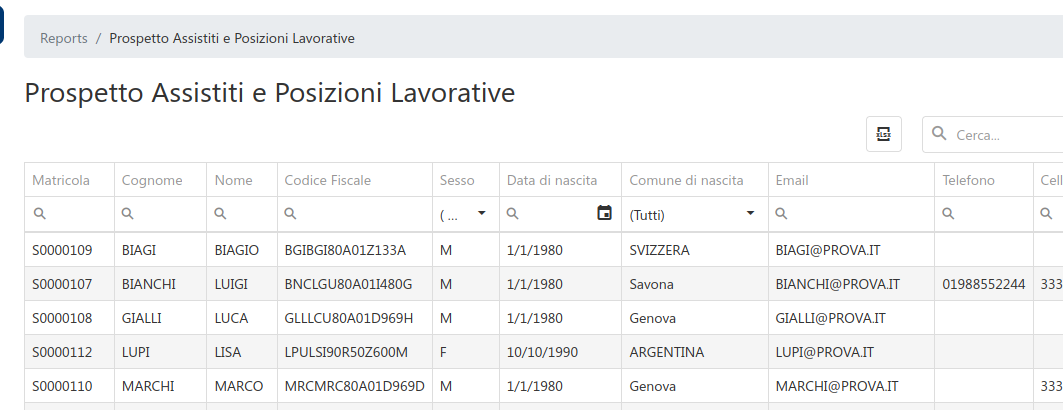 Reports / Prospetto Assistiti e Posizioni Lavorative
Prospetto Assistiti e Posizioni Lavorative
xlsx Cerca...
Matricola Cognome Nome Codice Fiscale Sesso Data di nascita Comune di nascita Email Telefono Cell
( ... (Tutti)
S0000109 BIAGI BIAGIO BGIBGI80A01Z133A M 1/1/1980 SVIZZERA BIAGI@PROVA.IT
S0000107 BIANCHI LUIGI BNCLGU80A01I480G M 1/1/1980 Savona BIANCHI@PROVA.IT 01988552244 333
S0000108 GIALLI LUCA GLLLCU80A01D969H M 1/1/1980 Genova GIALLI@PROVA.IT
S0000112 LUPI LISA LPULSI90R50Z600M F 10/10/1990 ARGENTINA LUPI@PROVA.IT
S0000110 MARCHI MARCO MRCMRC80A01D969D M 1/1/1980 Genova MARCHI@PROVA.IT 333